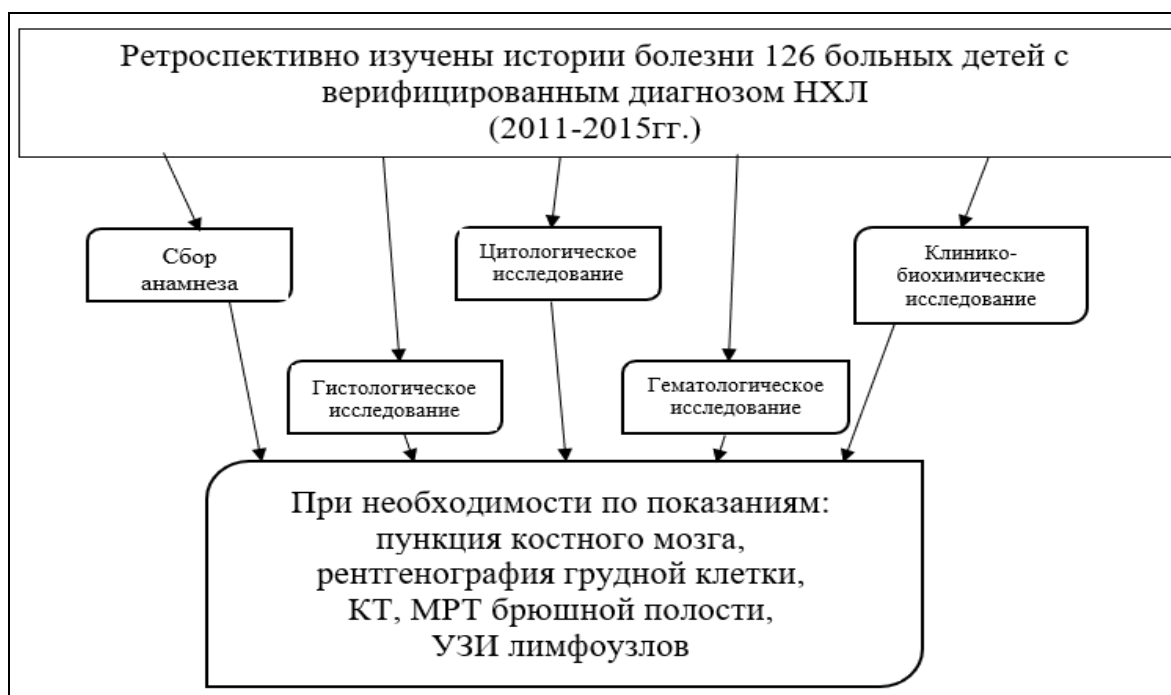 Ретроспективно изучены истории болезни 126 больных детей с
верифицированным диагнозом НХЛ
(2011-2015гг.)
Сбор
анамнеза
Цитологическое
исследование
Клинико-
биохимические
исследование
Гистологическое
исследование
Гематологическое
исследование
При необходимости по показаниям:
пункция костного мозга,
рентгенография грудной клетки,
КТ, МРТ брюшной полости,
УЗИ лимфоузлов